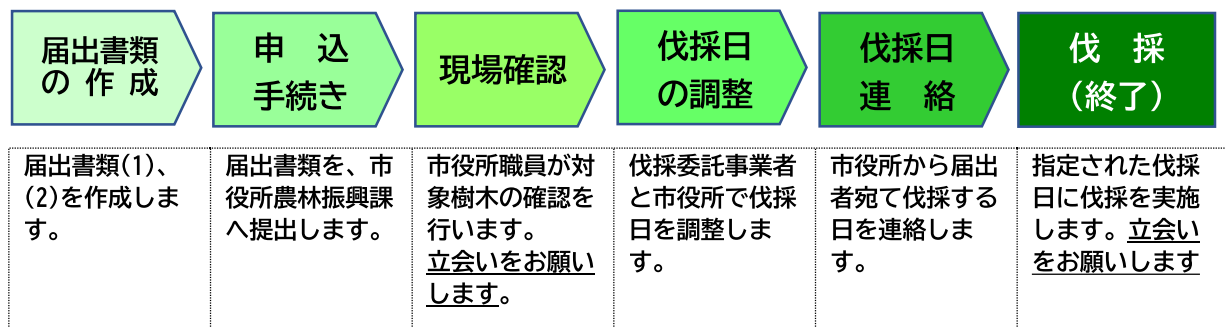 届出書類
の 作 成
申　込
手続き
現場確認
伐採日
の調整
伐採日
連　絡
伐　採
（終了）
届出書類(1)、
(2)を作成しま
す。
届出書類を、市
役所農林振興課
へ提出します。
市役所職員が対
象樹木の確認を
行います。
立会いをお願い
します。
伐採委託事業者
と市役所で伐採
日を調整しま
す。
市役所から届出
者宛て伐採する
日を連絡しま
す。
指定された伐採
日に伐採を実施
します。立会い
をお願いします